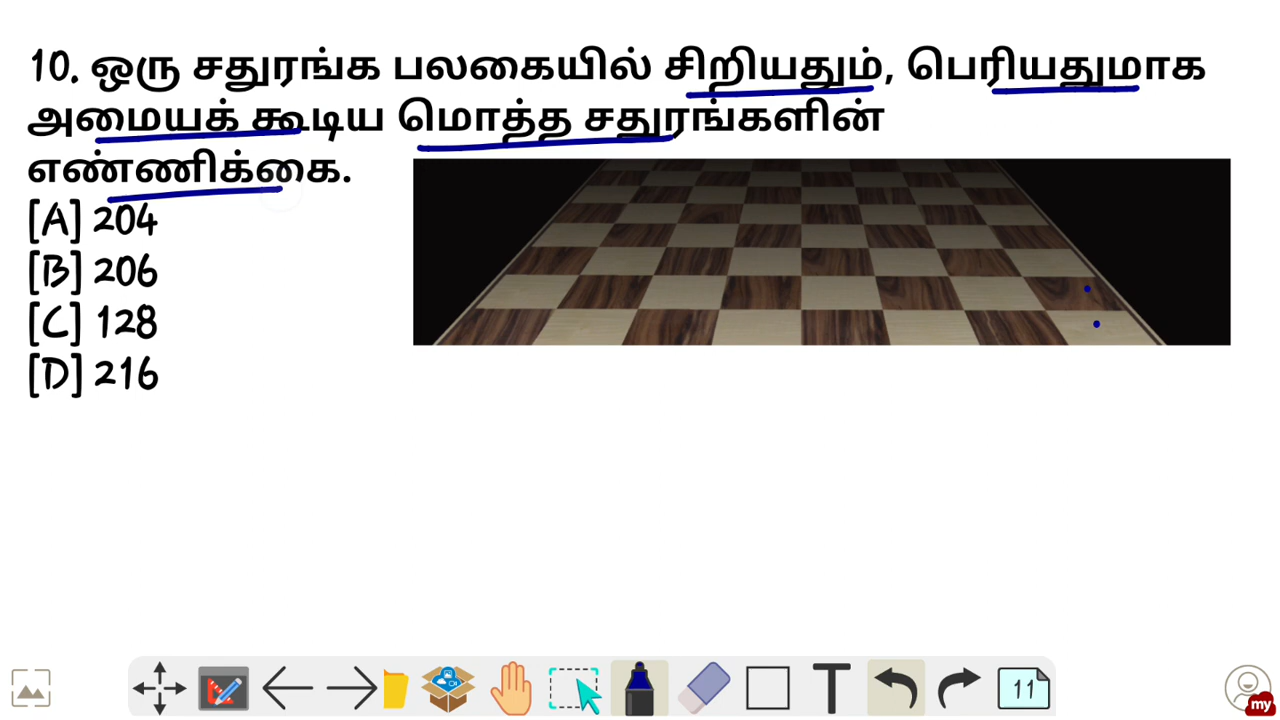 10. ஒரு சதுரங்க பலகையில் சிறியதும், பெரியதுமாக
அமையக் கூடிய மொத்த சதுரங்களின்
எண்ணிக்கை.
[A] 204
[B] 206
[C] 128
[D] 216
T
11
my